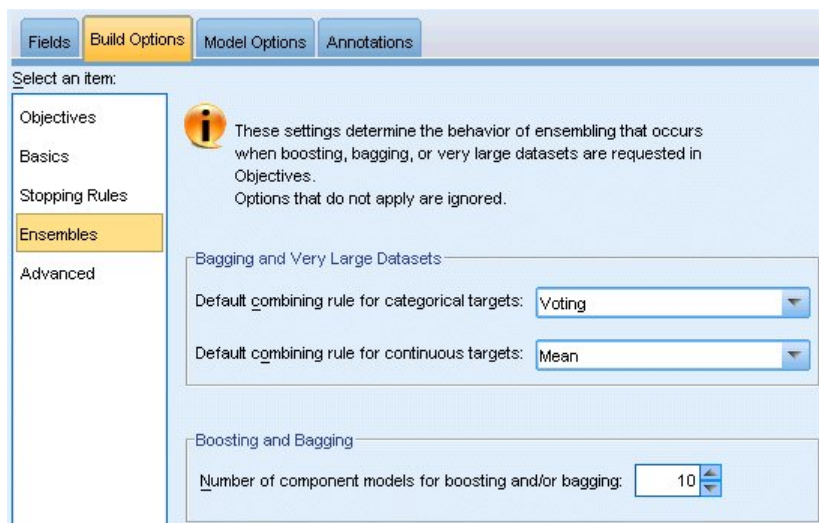 Fields Build Options Model Options Annotations
Select an item:
Objectives
Basics
Stopping Rules
Ensembles
Advanced
These settings determine the behavior of ensembling that occurs
when boosting, bagging, or very large datasets are requested in
Objectives.
Options that do not apply are ignored.
Bagging and Very Large Datasets
Default combining rule for categorical targets: Voting
Default combining rule for continuous targets: Mean
Boosting and Bagging
Number of component models for boosting and/or bagging: 10